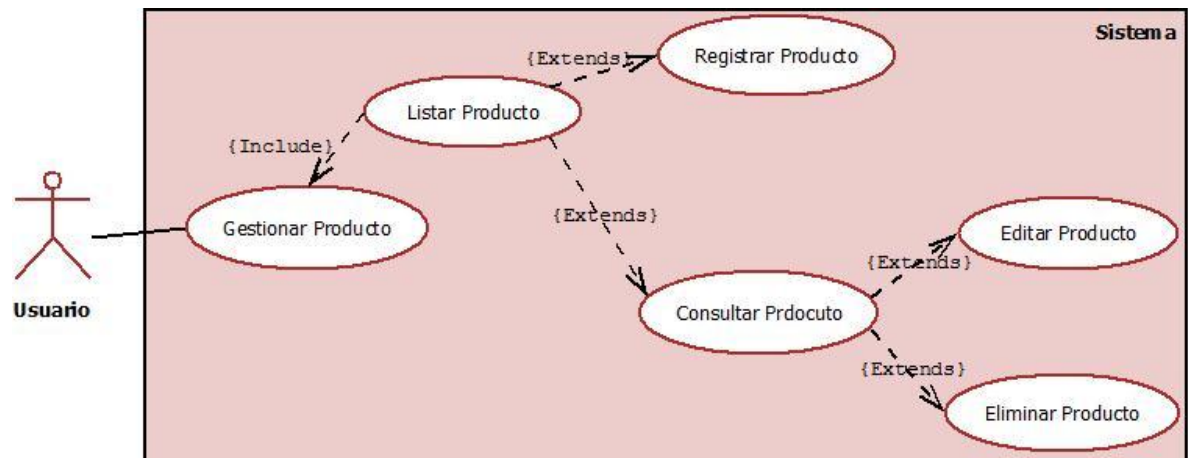 Sistema
{Extends}
Registrar Producto
Listar Producto
{Include}
Gestionar Producto
{Extends}
Editar Producto
{Extends}
Usuario
Consultar Prdocuto
{Extends}
Eliminar Producto